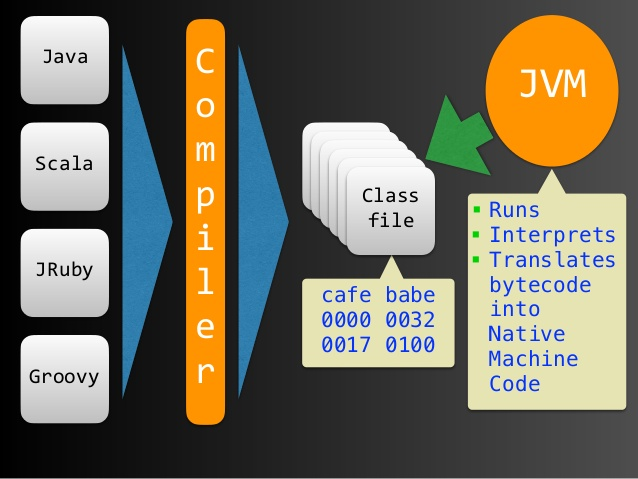 Java
Scala
JRuby
Groovy
Compiler
Class
file
cafe babe
0000 0032
0017 0100
JVM
Runs
Interprets
Translates
bytecode
into
Native
Machine
Code